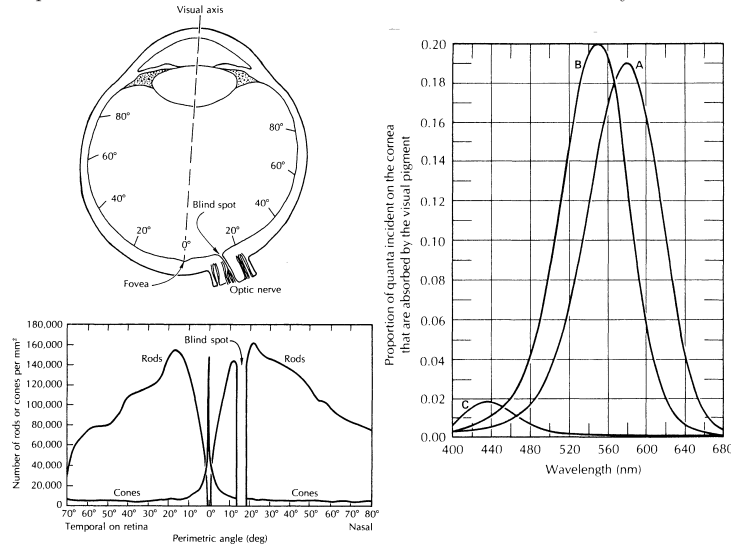 Visual axis
80°
80°
60°
60°
40°
40°
Blind spot
20°
0°
20°
Fovea
Optic nerve
180,000
160,000
140,000
120,000
100,000
80,000
60,000
40,000
20,000
0
Number of rods or cones per mm²
Blind spot
Rods
Rods
Cones
Cones
70° 60° 50° 40° 30° 20° 10° 0° 10° 20° 30° 40° 50° 60° 70° 80°
Temporal on retina
Nasal
Perimetric angle (deg)
Proportion of quanta incident on the cornea
that are absorbed by the visual pigment
0.20
0.18
0.16
0.14
0.12
0.10
0.08
0.06
0.04
0.02
0.00
B
A
C
400 440 480 520 560 600 640 680
Wavelength (nm)